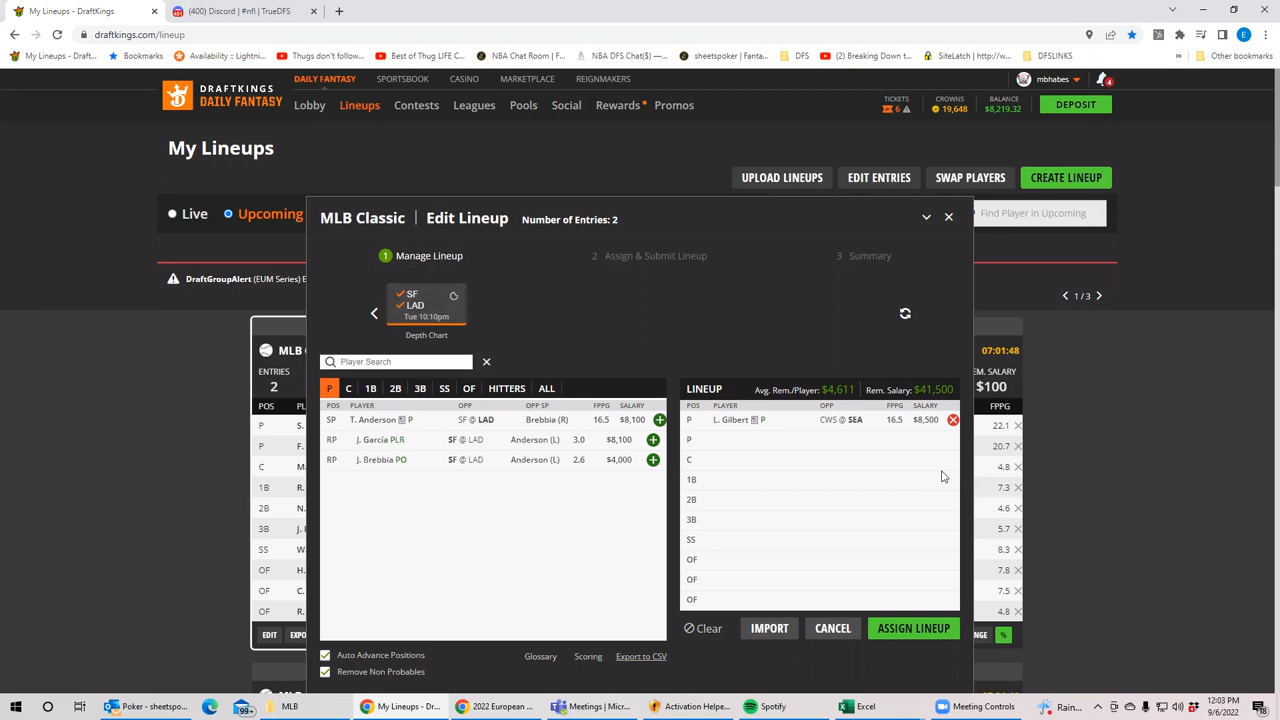 My Lineups - DraftKings
(400) Discord | #nfl | TrueDFS
draftkings.com/lineup
My Lineups - Draft...
Bookmarks
Availability :: Lightni...
Thugs don't follow...
Best of Thug LIFE C...
NBA Chat Room | F...
NBA DFS Chat($) -...
sheetspoker | Fanta...
DFS
(2) Breaking Down t...
SiteLatch | http://w...
DFSLINKS
Other bookmarks
DRAFTKINGS
DAILY FANTASY
DAILY FANTASY SPORTSBOOK CASINO MARKETPLACE REIGNMAKERS
mbhabes
4
Lobby Lineups Contests Leagues Pools Social Rewards Promos
TICKETS CROWNS BALANCE
6 19,648 $8,219.32
DEPOSIT
My Lineups
UPLOAD LINEUPS EDIT ENTRIES SWAP PLAYERS CREATE LINEUP
Live Upcoming
Find Player in Upcoming
MLB Classic | Edit Lineup Number of Entries: 2
1 Manage Lineup 2 Assign & Submit Lineup 3 Summary
DraftGroupAlert (EUM Series) E
1 / 3
SF
LAD
Tue 10:10pm
Depth Chart
MLB C
07:01:48
ENTRIES
2
REM. SALARY
$100
Player Search
P C 1B 2B 3B SS OF HITTERS ALL
POS PLAYER OPP OPP SP FPPG SALARY
SP T. Anderson P SF @ LAD Brebbia (R) 16.5 $8,100
RP J. García PLR SF @ LAD Anderson (L) 3.0 $8,100
RP J. Brebbia PO SF @ LAD Anderson (L) 2.6 $4,000
LINEUP Avg. Rem./Player: $4,611 Rem. Salary: $41,500
POS PLAYER OPP FPPG SALARY
P L. Gilbert P CWS @ SEA 16.5 $8,500
P
C
1B
2B
3B
SS
OF
OF
OF
POS PL
P S.
P F.
C M
1B R.
2B N.
3B J.
SS W
OF H.
OF C.
OF R.
FPPG
22.1
20.7
4.8
7.3
4.6
5.7
8.3
7.8
7.5
4.8
EDIT EXPO
NGE %
Clear IMPORT CANCEL ASSIGN LINEUP
Auto Advance Positions
Remove Non Probables
Glossary Scoring Export to CSV
Poker - sheetspo...
99+
MLB
My Lineups - Dr...
2022 European ...
Meetings | Micr...
Activation Helpe...
Spotify
Excel
Meeting Controls
Rain...
12:03 PM
9/6/2022
18